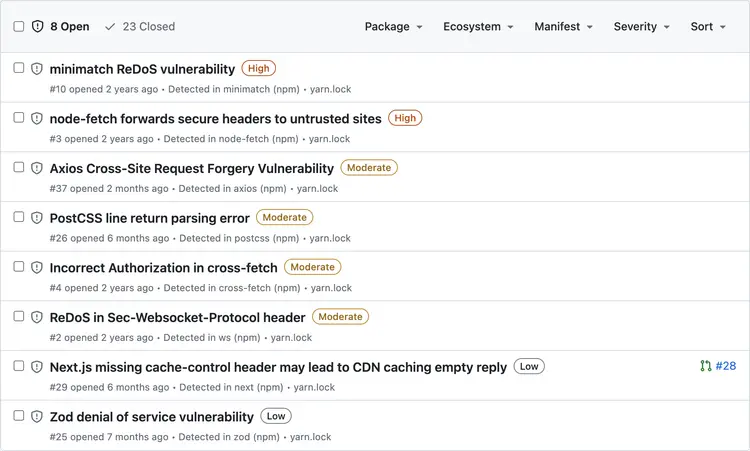 8 Open 23 Closed Package Ecosystem Manifest Severity Sort
minimatch ReDoS vulnerability High
#10 opened 2 years ago • Detected in minimatch (npm) • yarn.lock
node-fetch forwards secure headers to untrusted sites High
#3 opened 2 years ago • Detected in node-fetch (npm) • yarn.lock
Axios Cross-Site Request Forgery Vulnerability Moderate
#37 opened 2 months ago • Detected in axios (npm) • yarn.lock
PostCSS line return parsing error Moderate
#26 opened 6 months ago • Detected in postcss (npm) • yarn.lock
Incorrect Authorization in cross-fetch Moderate
#4 opened 2 years ago • Detected in cross-fetch (npm) • yarn.lock
ReDoS in Sec-Websocket-Protocol header Moderate
#2 opened 2 years ago • Detected in ws (npm) • yarn.lock
Next.js missing cache-control header may lead to CDN caching empty reply Low #28
#29 opened 6 months ago • Detected in next (npm) • yarn.lock
Zod denial of service vulnerability Low
#25 opened 7 months ago • Detected in zod (npm) • yarn.lock